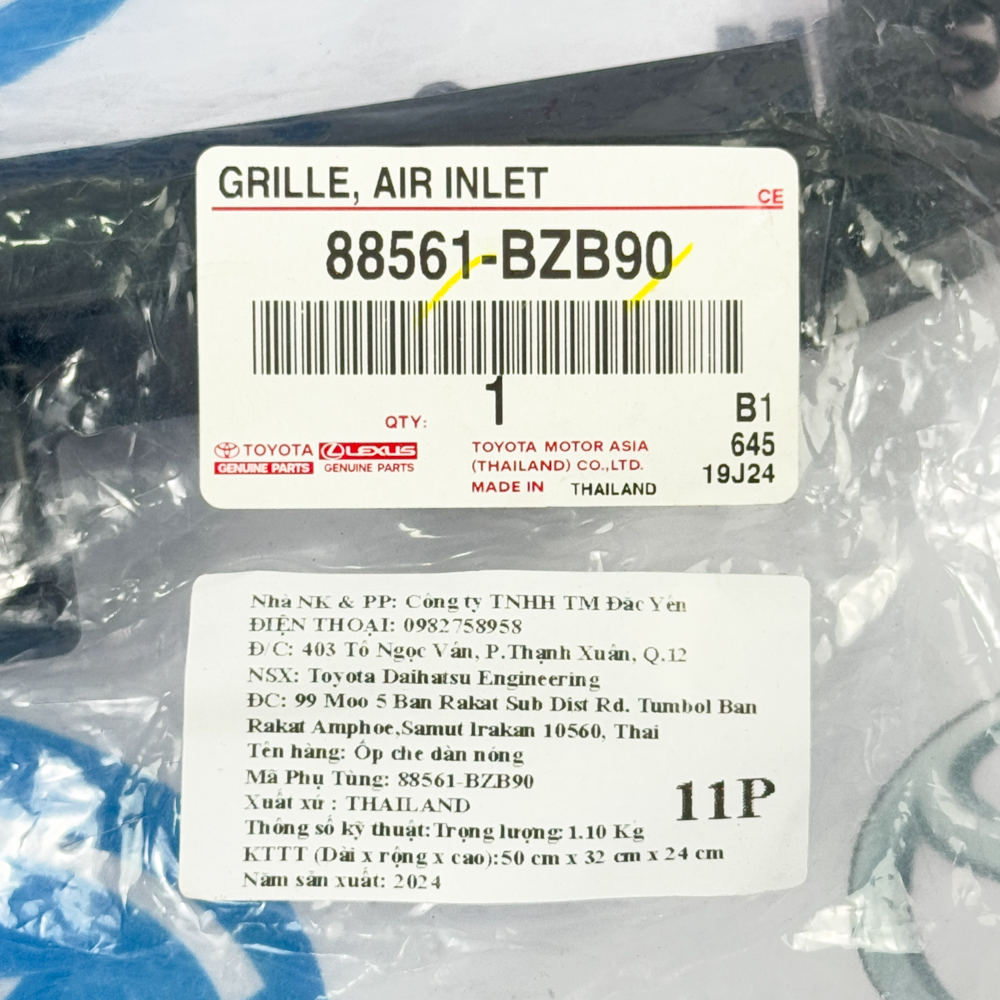 GRILLE, AIR INLET
CE
88561-BZB90
QTY: 1
B1
645
19J24
TOYOTA
GENUINE PARTS
LEXUS
GENUINE PARTS
TOYOTA MOTOR ASIA
(THAILAND) CO.,LTD.
MADE IN THAILAND
Nhà NK & PP: Công ty TNHH TM Đăc Yến
ĐIỆN THOẠI: 0982758958
Đ/C: 403 Tô Ngọc Vân, P.Thạnh Xuân, Q.12
NSX: Toyota Daihatsu Engineering
ĐC: 99 Moo 5 Ban Rakat Sub Dist Rd. Tumbol Ban
Rakat Amphoe,Samut Irakan 10560, Thai
Tên hàng: Ốp che dàn nóng
Mã Phụ Tùng: 88561-BZB90
Xuất xứ : THAILAND
11P
Thông số kỹ thuật:Trọng lượng: 1.10 Kg
KTTT (Dài x rộng x cao):50 cm x 32 cm x 24 cm
Năm sản xuất: 2024